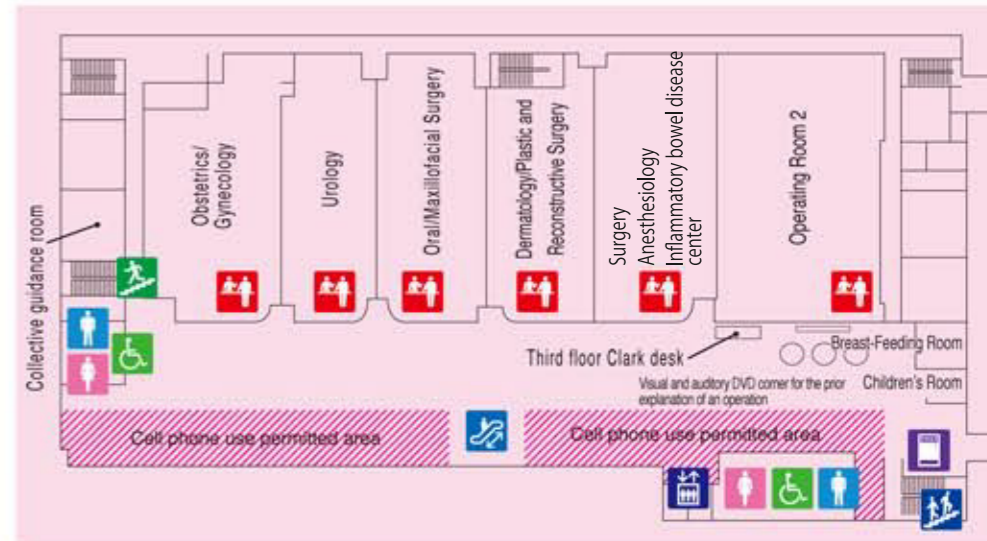 Collective guidance room
Obstetrics/
Gynecology
Urology
Oral/Maxillofacial Surgery
Dermatology/Plastic and
Reconstructive Surgery
Surgery
Anesthesiology
Inflammatory bowel disease
center
Operating Room 2
Third floor Clark desk
Breast-Feeding Room
Visual and auditory DVD corner for the prior
explanation of an operation
Children's Room
Cell phone use permitted area
Cell phone use permitted area